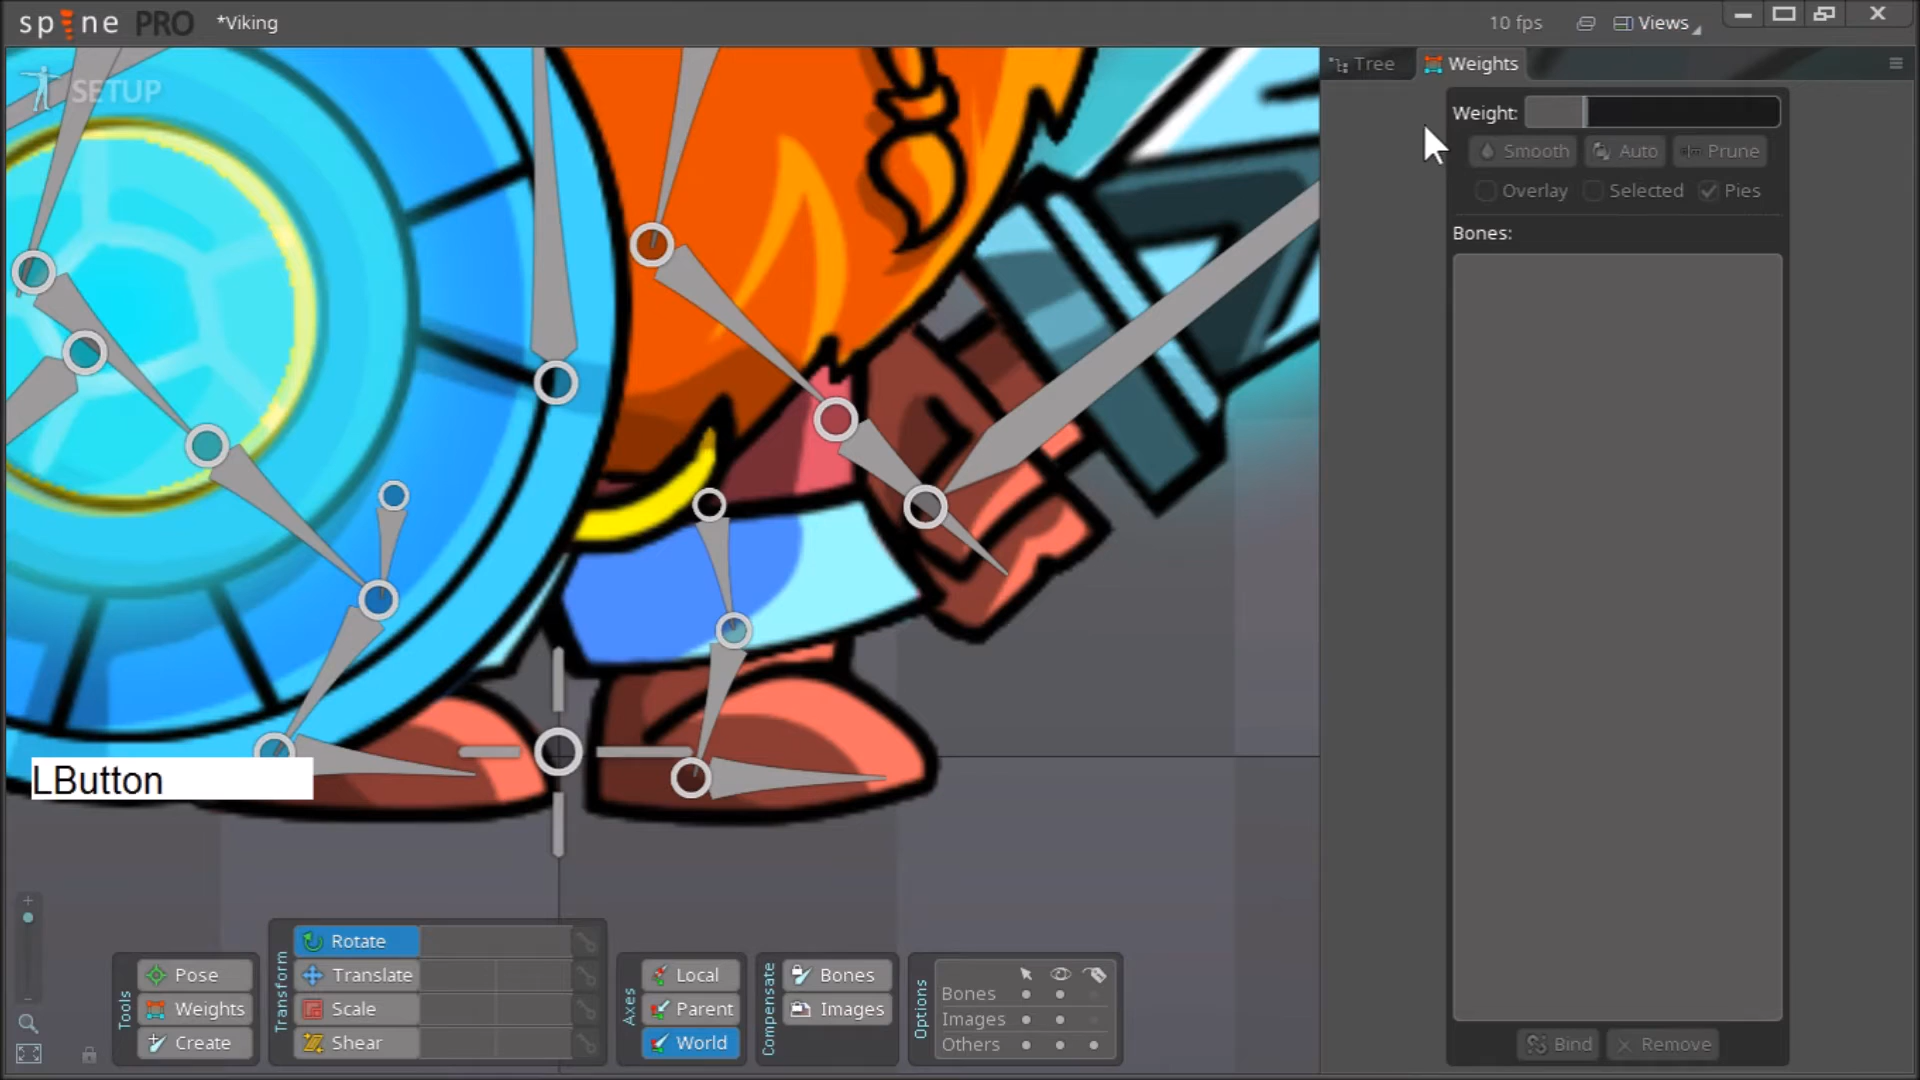 spine PRO *Viking 10 fps Views
SETUP
Tree Weights
Weight:
Smooth Auto Prune
Overlay Selected Pies
Bones:
LButton
Tools
Pose
Weights
Create
Transform
Rotate
Translate
Scale
Shear
Axes
Local
Parent
World
Compensate
Bones
Images
Options
Bones
Images
Others
Bind Remove